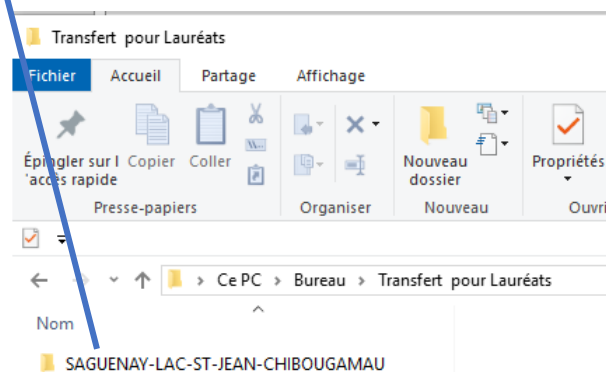 Transfert pour Lauréats
Fichier Accueil Partage Affichage
Épingler sur l Copier Coller Nouveau Propriétés
'accès rapide dossier
Presse-papiers Organiser Nouveau Ouvri
← → ↑ > Ce PC > Bureau > Transfert pour Lauréats
Nom
SAGUENAY-LAC-ST-JEAN-CHIBOUGAMAU